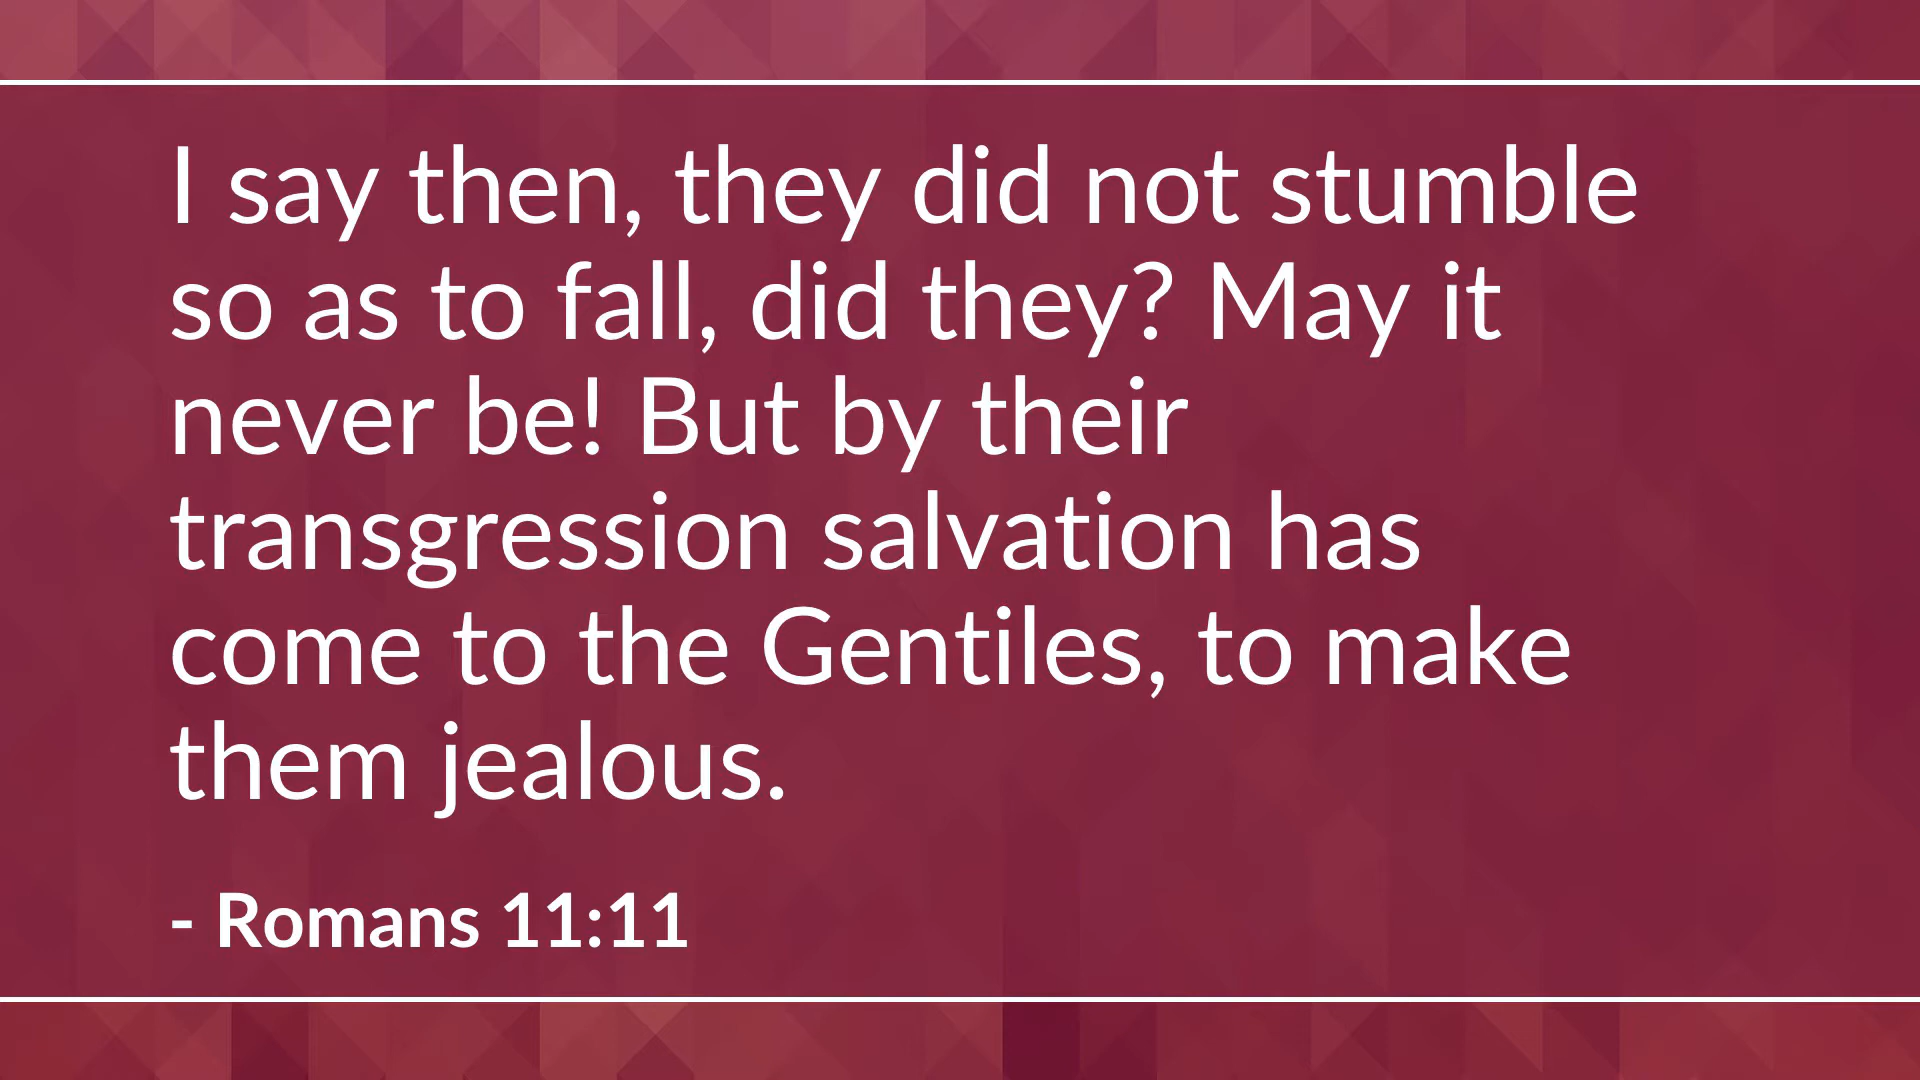 I say then, they did not stumble
so as to fall, did they? May it
never be! But by their
transgression salvation has
come to the Gentiles, to make
them jealous.
- Romans 11:11